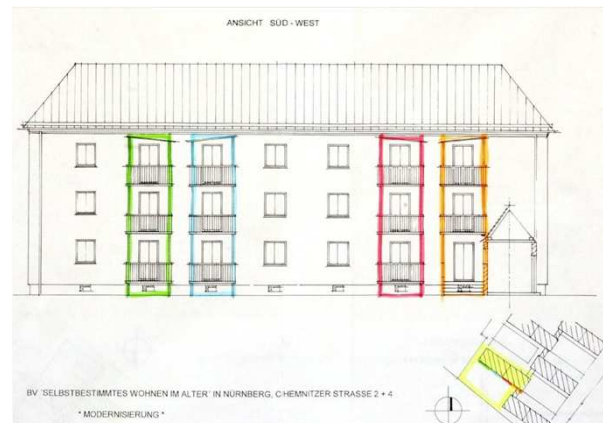 ANSICHT SÜD - WEST
BV 'SELBSTBESTIMMTES WOHNEN IM ALTER' IN NÜRNBERG, CHEMNITZER STRASSE 2 + 4
* MODERNISIERUNG *